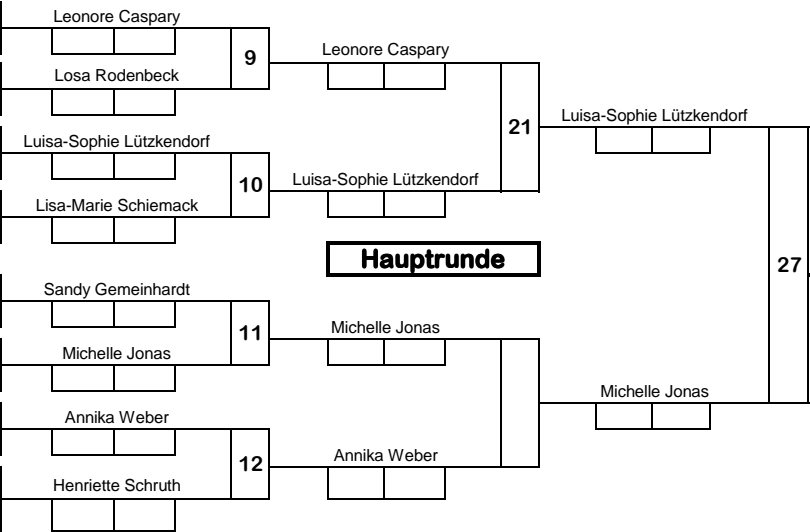 Leonore Caspary
9
Leonore Caspary
Losa Rodenbeck
21
Luisa-Sophie Lützkendorf
Luisa-Sophie Lützkendorf
10
Luisa-Sophie Lützkendorf
Lisa-Marie Schiemack
Hauptrunde
27
Sandy Gemeinhardt
11
Michelle Jonas
Michelle Jonas
Michelle Jonas
Annika Weber
12
Annika Weber
Henriette Schruth